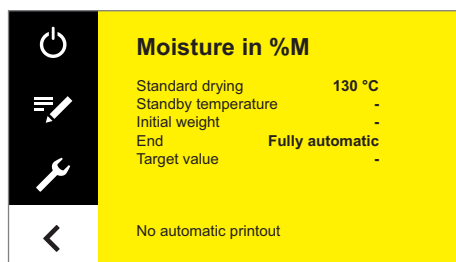 Moisture in %M
Standard drying 130 °C
Standby temperature -
Initial weight -
End Fully automatic
Target value -
No automatic printout